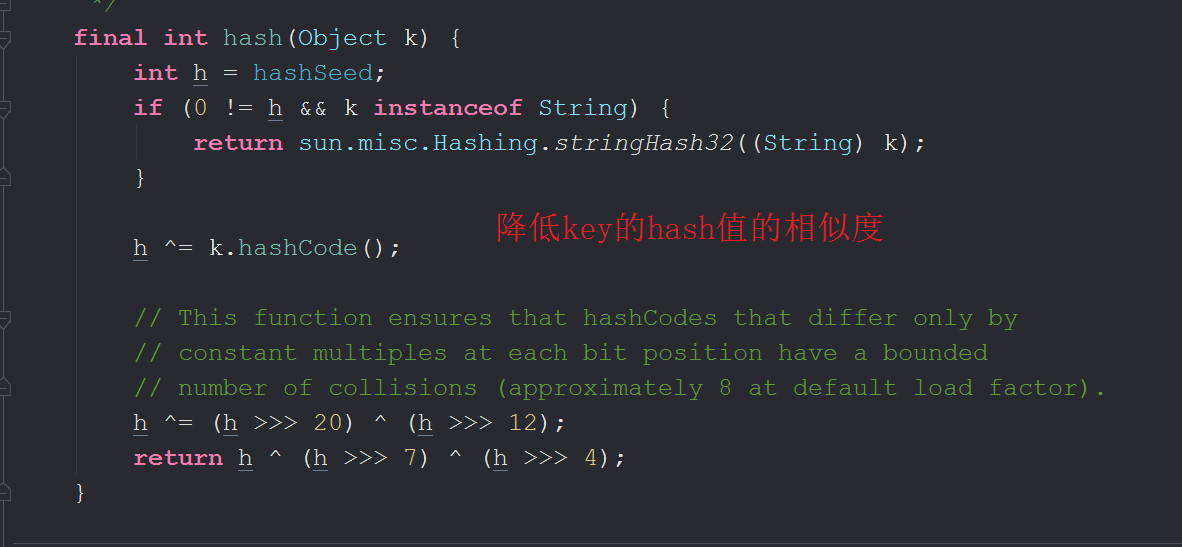 */
final int hash(Object k) {
int h = hashSeed;
if (0 != h && k instanceof String) {
return sun.misc.Hashing.stringHash32((String) k);
}
降低key的hash值的相似度
h ^= k.hashCode();
// This function ensures that hashCodes that differ only by
// constant multiples at each bit position have a bounded
// number of collisions (approximately 8 at default load factor).
h ^= (h >>> 20) ^ (h >>> 12);
return h ^ (h >>> 7) ^ (h >>> 4);
}